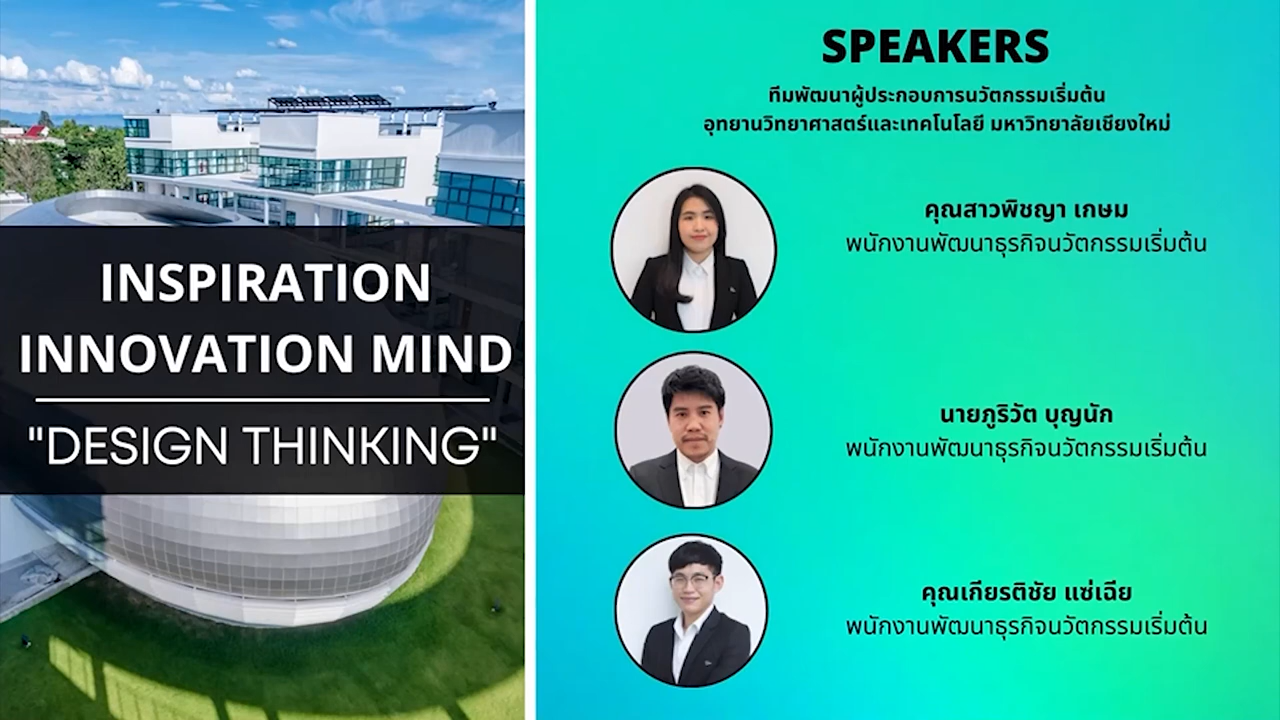 INSPIRATION
INNOVATION MIND
"DESIGN THINKING"
SPEAKERS
ทีมพัฒนาผู้ประกอบการนวัตกรรมเริ่มต้น
อุทยานวิทยาศาสตร์และเทคโนโลยี มหาวิทยาลัยเชียงใหม่
คุณสาวพิชญา เกษม
พนักงานพัฒนาธุรกิจนวัตกรรมเริ่มต้น
นายภูริวัต บุญนัก
พนักงานพัฒนาธุรกิจนวัตกรรมเริ่มต้น
คุณเกียรติชัย แซ่เฉีย
พนักงานพัฒนาธุรกิจนวัตกรรมเริ่มต้น